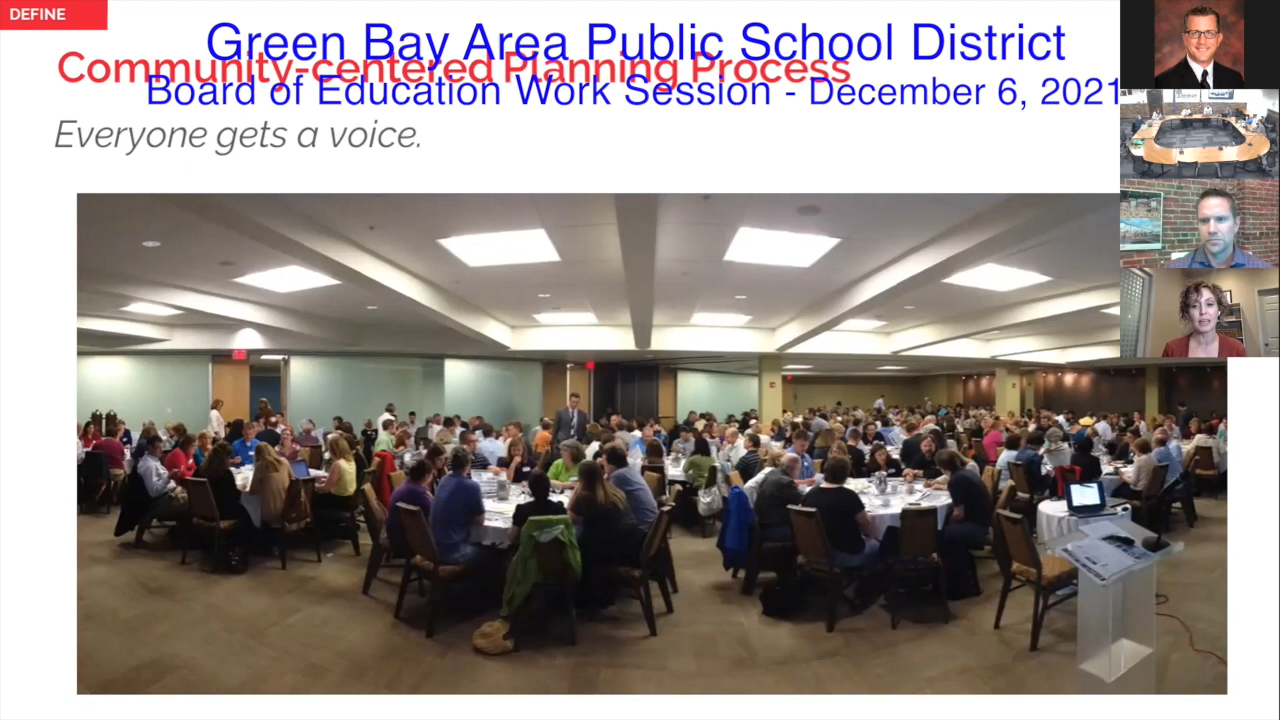 DEFINE
Green Bay Area Public School District
Community-centered Planning Process
Board of Education Work Session - December 6, 2021
Everyone gets a voice.